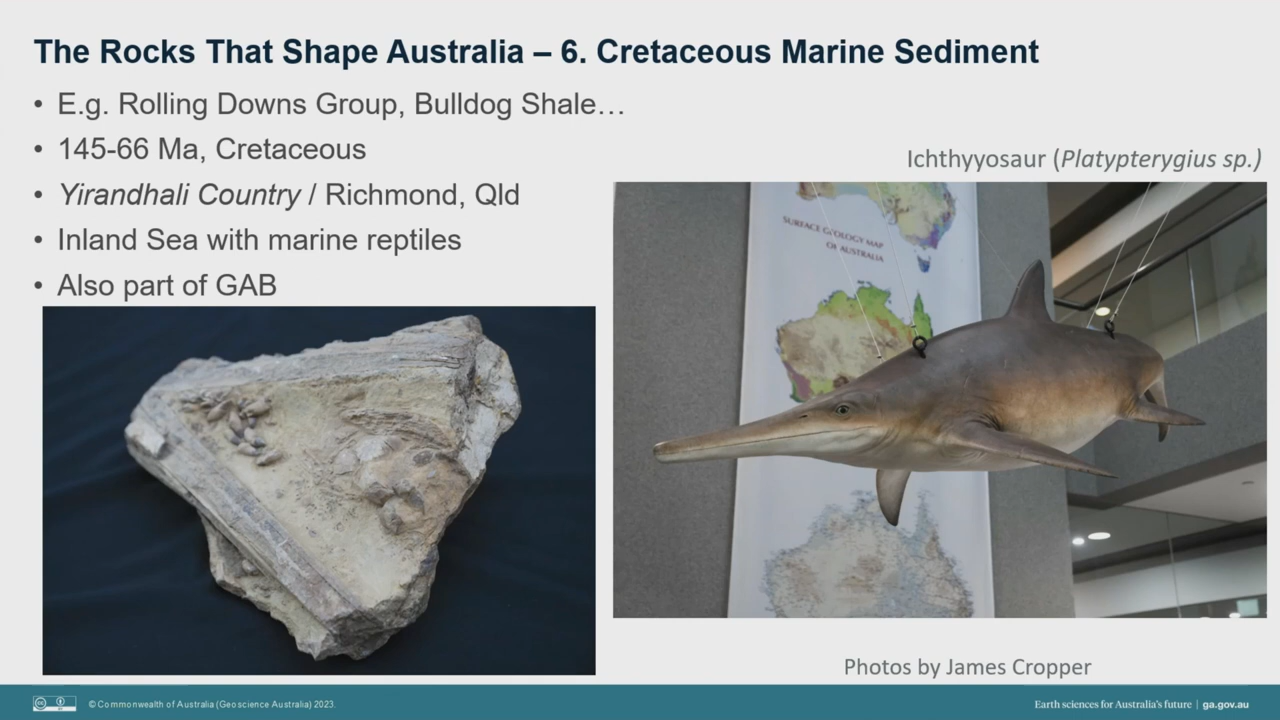 The Rocks That Shape Australia – 6. Cretaceous Marine Sediment
• E.g. Rolling Downs Group, Bulldog Shale…
• 145-66 Ma, Cretaceous
• Yirandhali Country / Richmond, Qld
• Inland Sea with marine reptiles
• Also part of GAB
Ichthyyosaur (Platypterygius sp.)
SURFACE GEOLOGY MAP
OF AUSTRALIA
Photos by James Cropper
© Commonwealth of Australia (Geoscience Australia) 2023.
Earth sciences for Australia's future | ga.gov.au